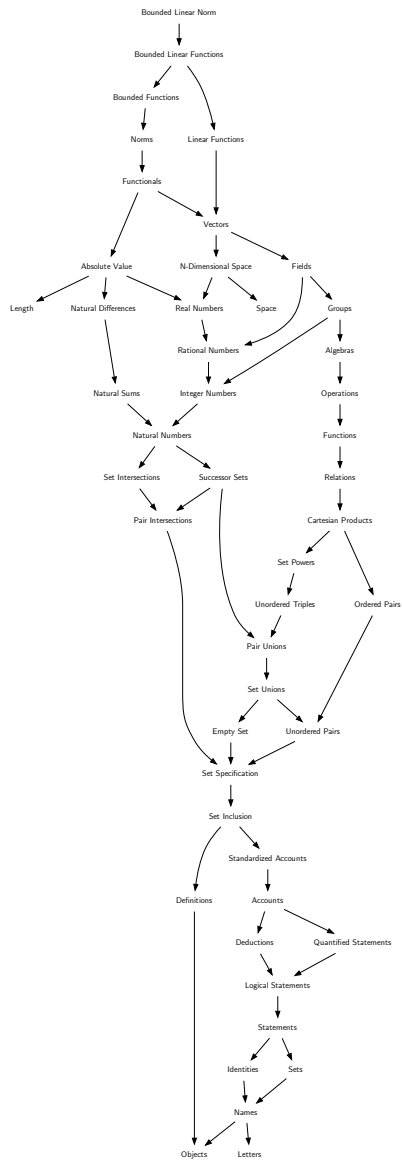 Bounded Linear Norm
Bounded Linear Functions
Bounded Functions
Norms
Linear Functions
Functionals
Vectors
Absolute Value
N-Dimensional Space
Fields
Length
Natural Differences
Real Numbers
Space
Groups
Rational Numbers
Algebras
Natural Sums
Integer Numbers
Operations
Natural Numbers
Functions
Set Intersections
Successor Sets
Relations
Pair Intersections
Cartesian Products
Set Powers
Unordered Triples
Ordered Pairs
Pair Unions
Set Unions
Empty Set
Unordered Pairs
Set Specification
Set Inclusion
Standardized Accounts
Definitions
Accounts
Deductions
Quantified Statements
Logical Statements
Statements
Identities
Sets
Names
Objects
Letters